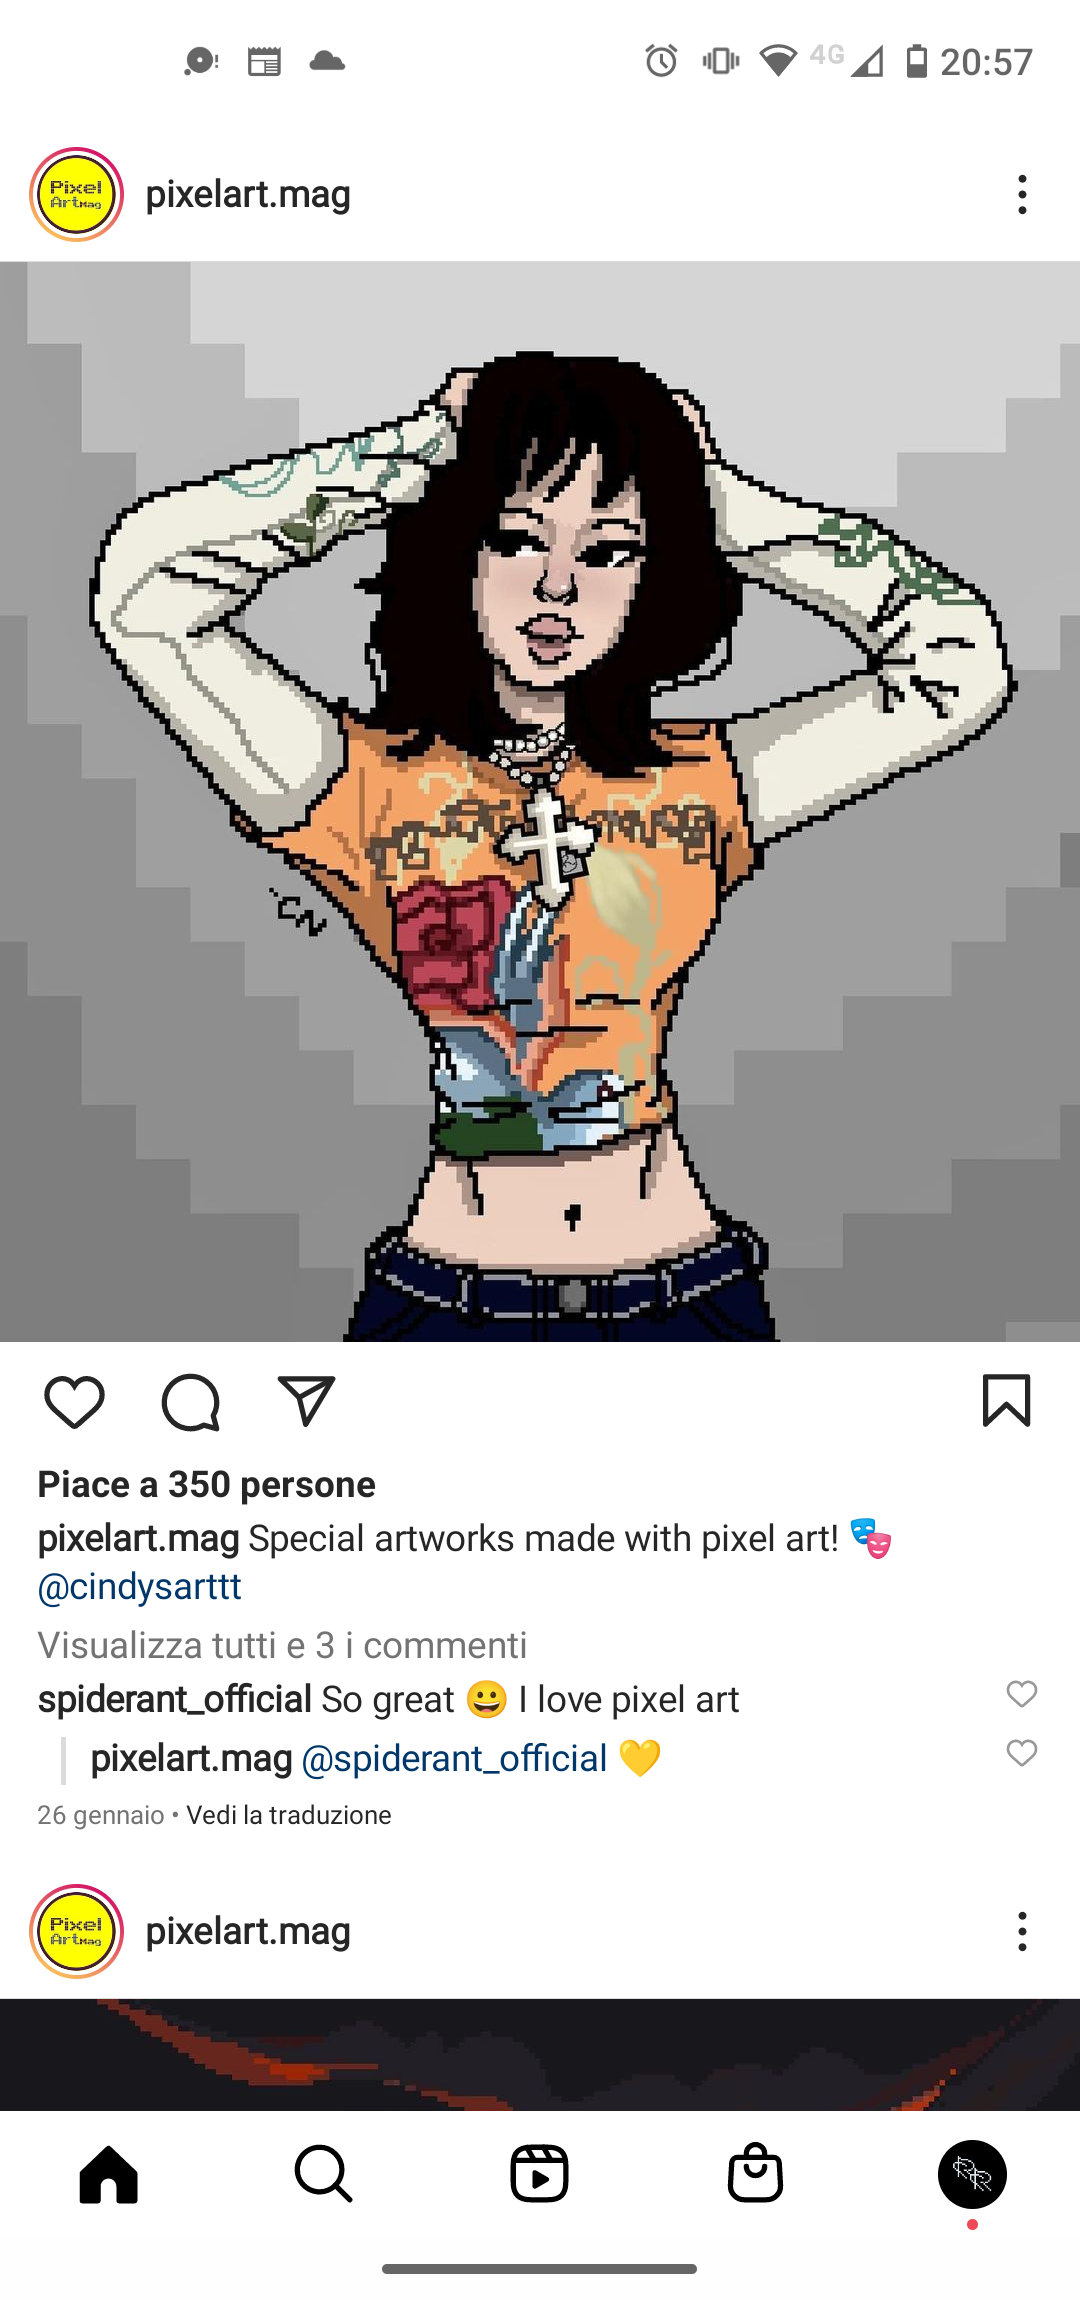 4G 20:57
Pixel
ArtMag
pixelart.mag
CN
Piace a 350 persone
pixelart.mag Special artworks made with pixel art! 🎭
@cindysarttt
Visualizza tutti e 3 i commenti
spiderant_official So great 😀 I love pixel art
pixelart.mag @spiderant_official 💛
26 gennaio • Vedi la traduzione
Pixel
ArtMag
pixelart.mag